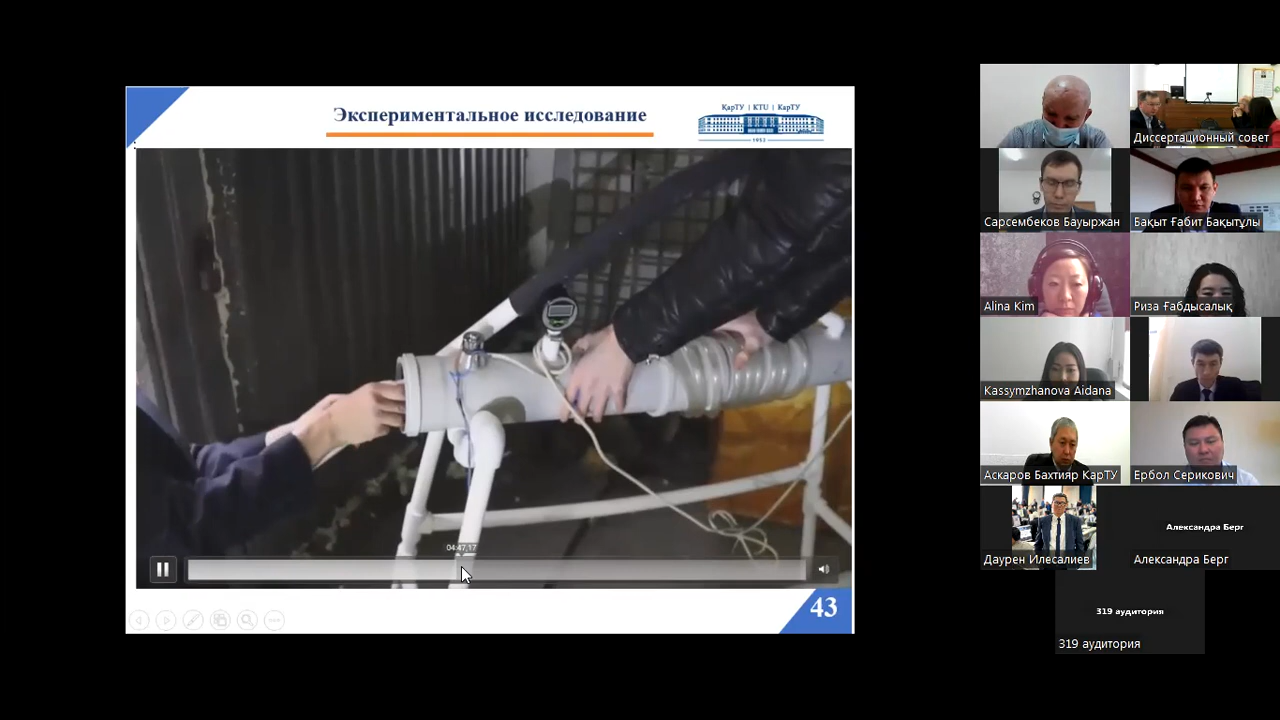 Экспериментальное исследование
ҚарТУ | KTU | КарТУ
1953
04:47,17
43
Диссертационный совет
Сарсембеков Бауыржан
Бақыт Ғабит Бақытұлы
Alina Kim
Риза Ғабдысалық
Kassymzhanova Aidana
Аскаров Бахтияр КарТУ
Ербол Серикович
Даурен Илесалиев
Александра Берг
Александра Берг
319 аудитория
319 аудитория